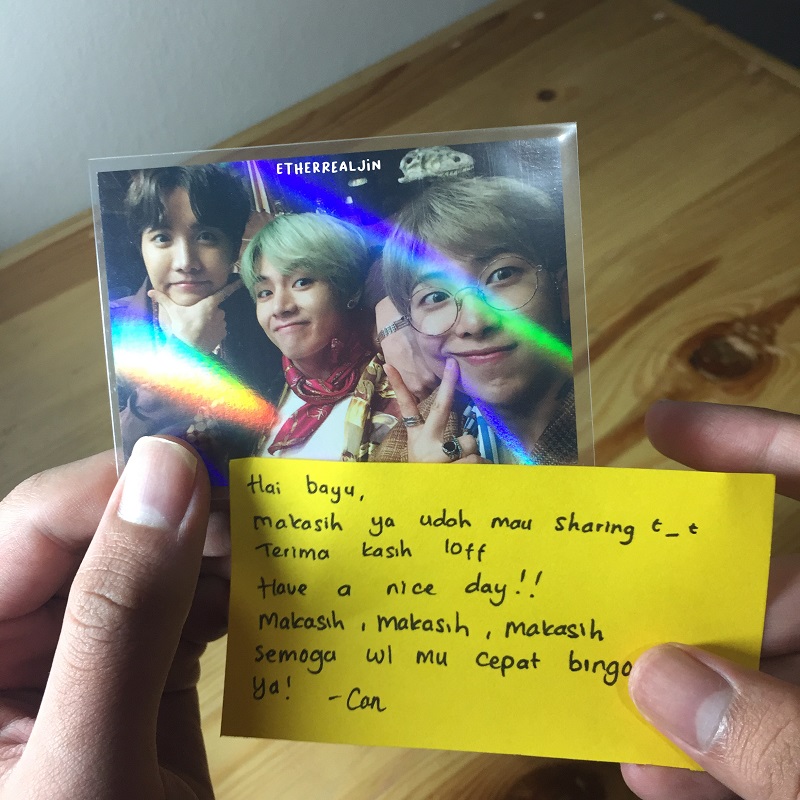 ETHERREALJiN
Hai bayu,
makasih ya udah mau sharing t_t
Terima kasih loff
Have a nice day!!
Makasih, makasih, makasih
semoga wl mu cepat bingo
ya! -Can